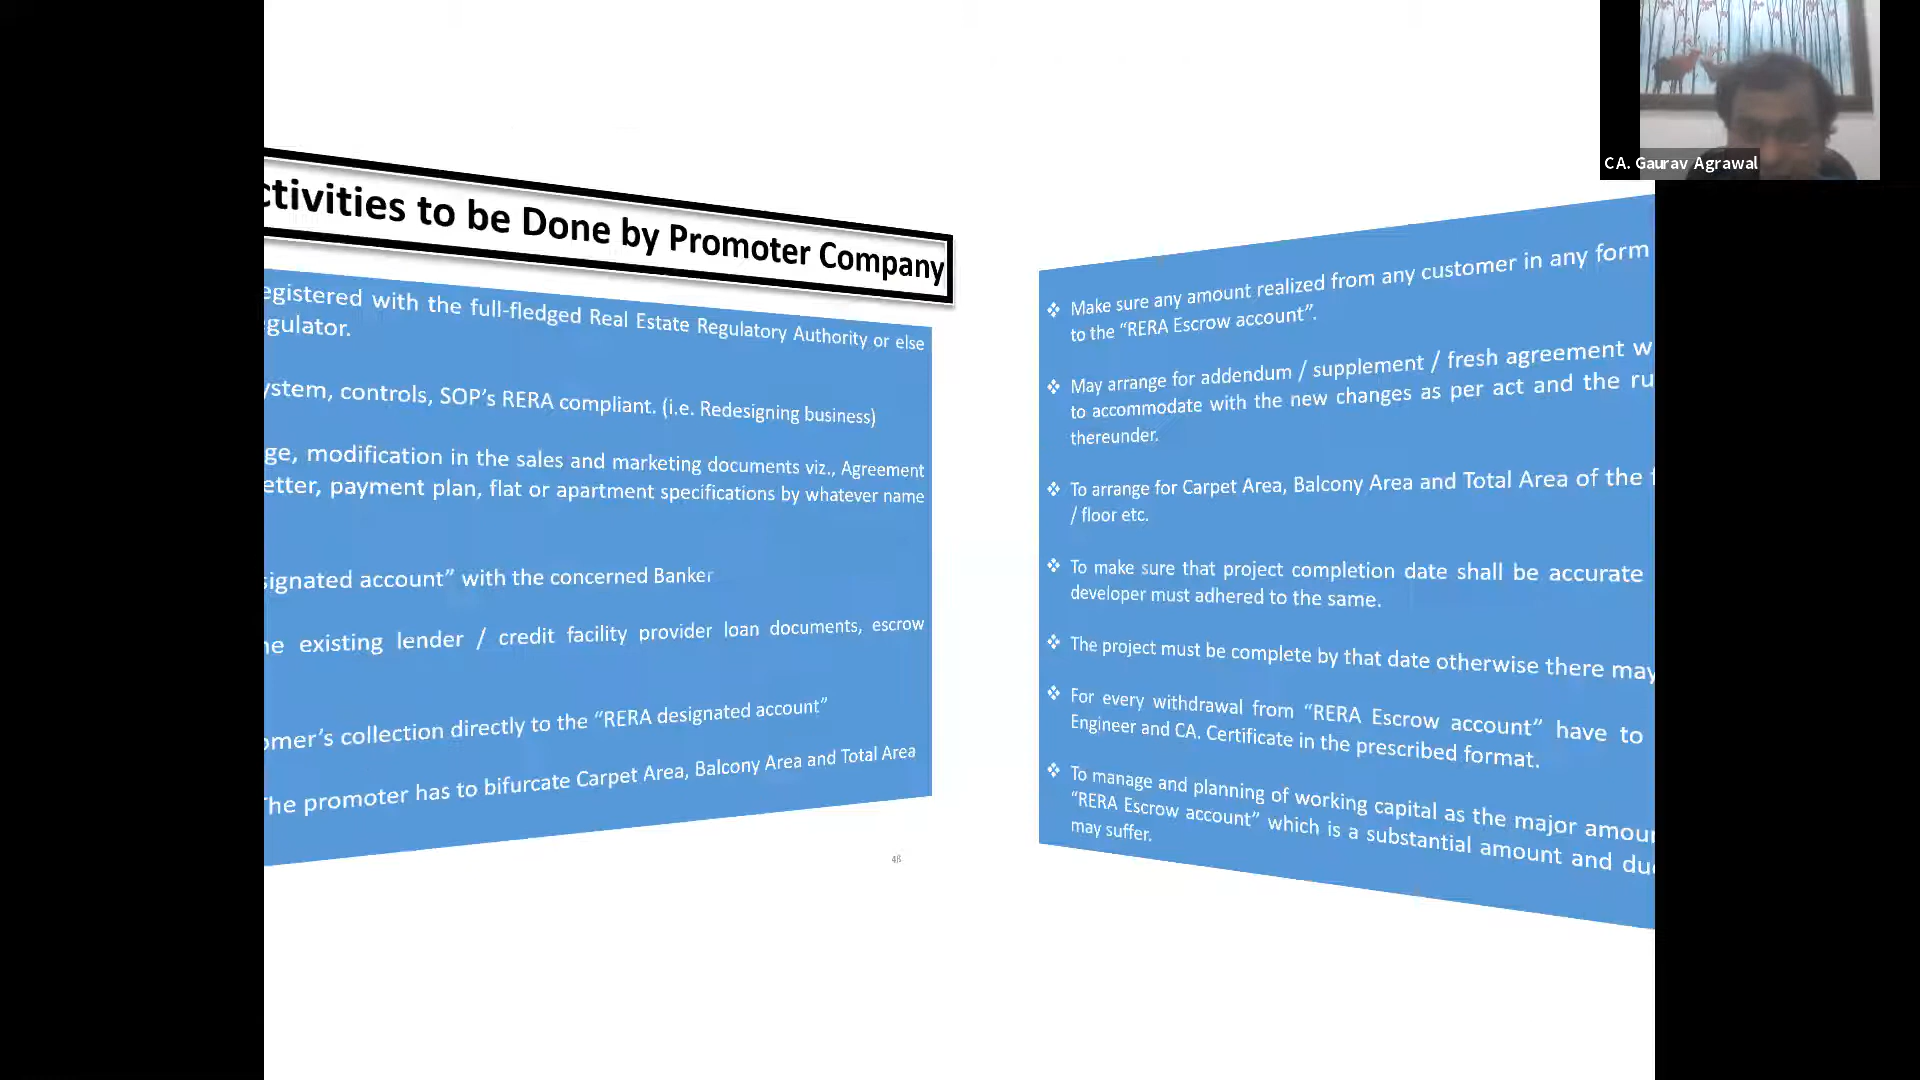 ctivities to be Done by Promoter Company
egistered with the full-fledged Real Estate Regulatory Authority or else
gulator.
ystem, controls, SOP's RERA compliant. (i.e. Redesigning business)
ge, modification in the sales and marketing documents viz., Agreement
etter, payment plan, flat or apartment specifications by whatever name
signated account” with the concerned Banker
he existing lender / credit facility provider loan documents, escrow
omer’s collection directly to the “RERA designated account”
The promoter has to bifurcate Carpet Area, Balcony Area and Total Area
48
❖ Make sure any amount realized from any customer in any form
to the “RERA Escrow account”.
❖ May arrange for addendum / supplement / fresh agreement w
to accommodate with the new changes as per act and the ru
thereunder.
❖ To arrange for Carpet Area, Balcony Area and Total Area of the f
/ floor etc.
❖ To make sure that project completion date shall be accurate
developer must adhered to the same.
❖ The project must be complete by that date otherwise there may
❖ For every withdrawal from “RERA Escrow account” have to
Engineer and CA. Certificate in the prescribed format.
❖ To manage and planning of working capital as the major amour
“RERA Escrow account” which is a substantial amount and due
may suffer.
CA. Gaurav Agrawal